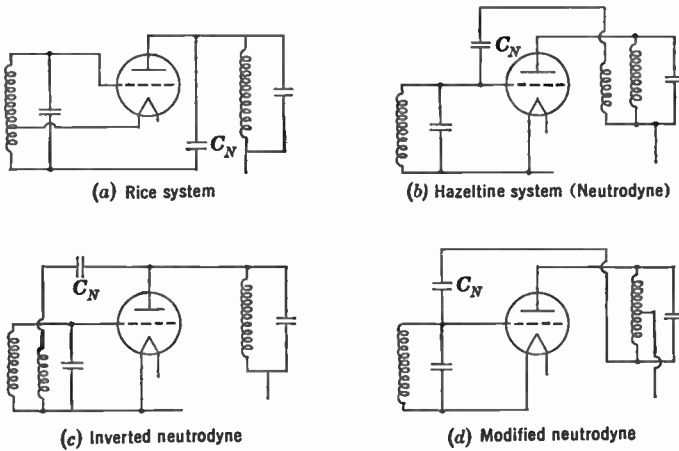 C_N
C_N
(a) Rice system
(b) Hazeltine system (Neutrodyne)
C_N
C_N
(c) Inverted neutrodyne
(d) Modified neutrodyne